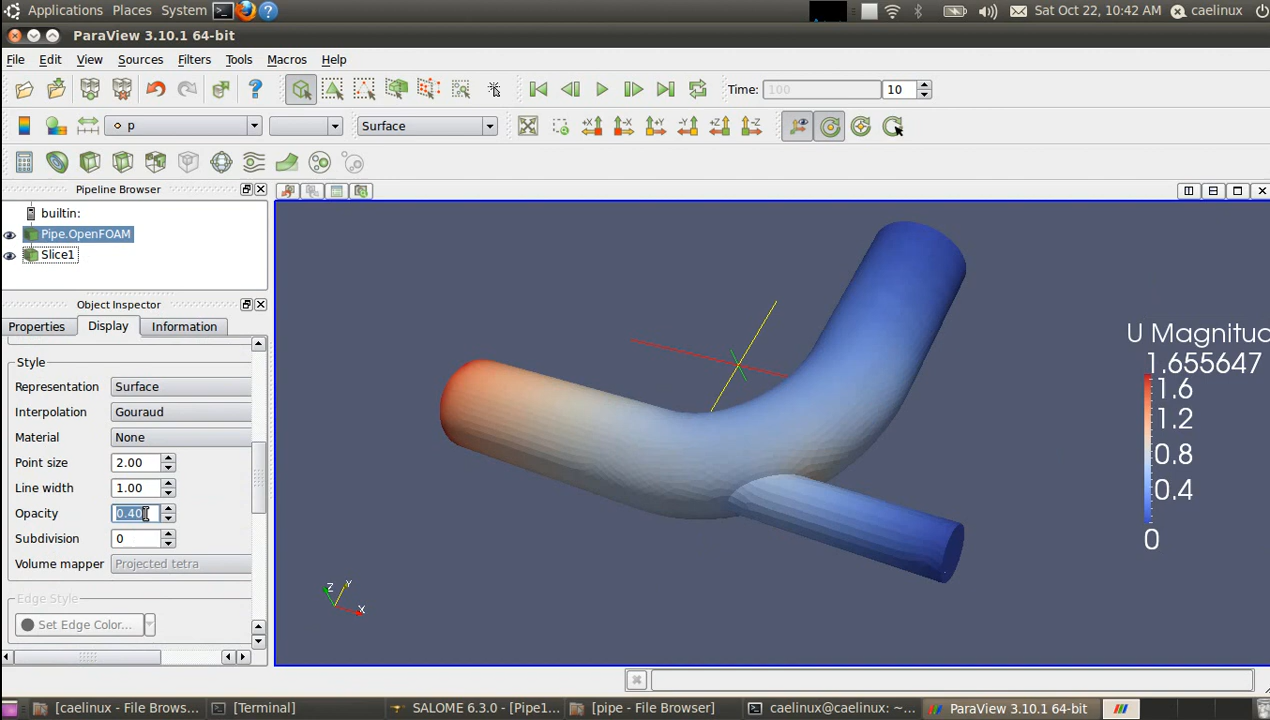 Applications Places System Sat Oct 22, 10:42 AM caelinux
ParaView 3.10.1 64-bit
File Edit View Sources Filters Tools Macros Help
Time: 100 10
p Surface
+X -X +Y -Y +Z -Z
Pipeline Browser
builtin:
Pipe.OpenFOAM
Slice1
Object Inspector
Properties Display Information
Style
Representation Surface
Interpolation Gouraud
Material None
Point size 2.00
Line width 1.00
Opacity 0.40
Subdivision 0
Volume mapper Projected tetra
Edge Style
Set Edge Color...
Z Y X
U Magnitud
1.655647
1.6
1.2
0.8
0.4
0
[caelinux - File Brows... [Terminal] SALOME 6.3.0 - [Pipe1... [pipe - File Browser] caelinux@caelinux: ~... ParaView 3.10.1 64-bit